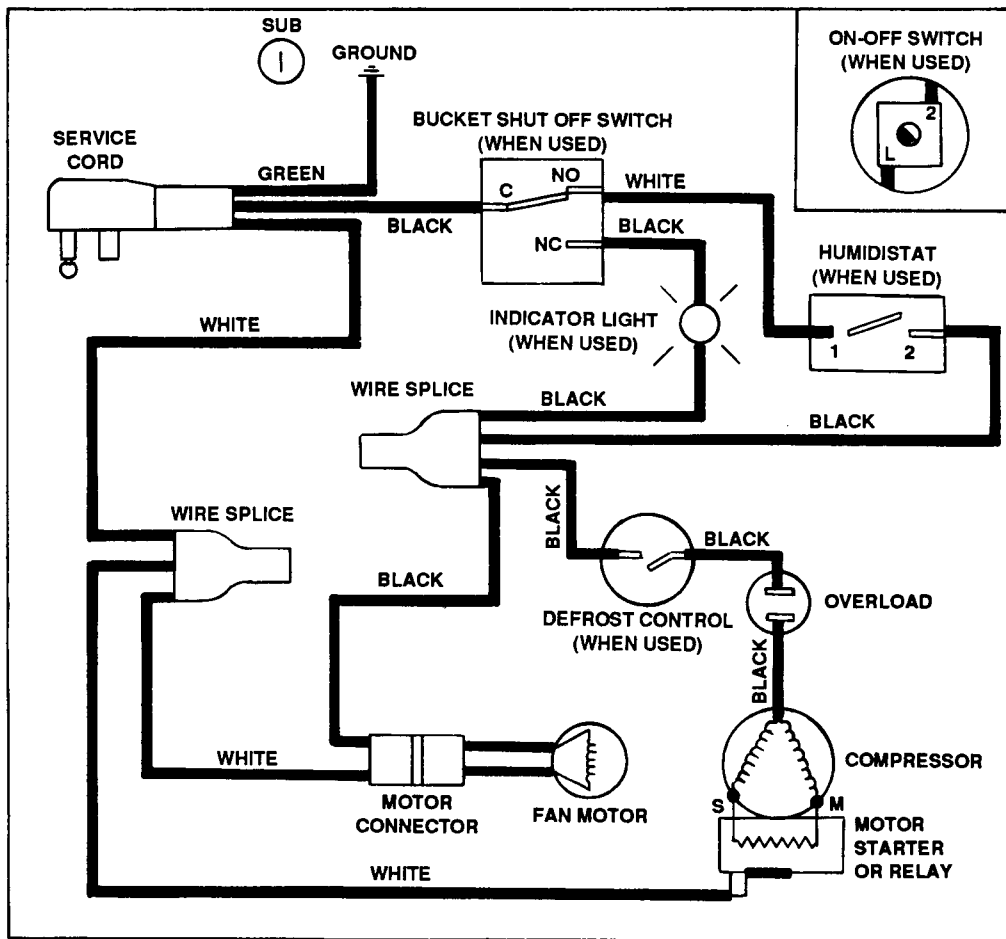 SUB
I
GROUND
SERVICE
CORD
GREEN
BLACK
BUCKET SHUT OFF SWITCH
(WHEN USED)
C
NO
NC
WHITE
BLACK
ON-OFF SWITCH
(WHEN USED)
2
L
HUMIDISTAT
(WHEN USED)
1
2
INDICATOR LIGHT
(WHEN USED)
WHITE
WIRE SPLICE
BLACK
BLACK
WIRE SPLICE
BLACK
BLACK
BLACK
DEFROST CONTROL
(WHEN USED)
OVERLOAD
BLACK
WHITE
MOTOR
CONNECTOR
FAN MOTOR
COMPRESSOR
S
M
MOTOR
STARTER
OR RELAY
WHITE